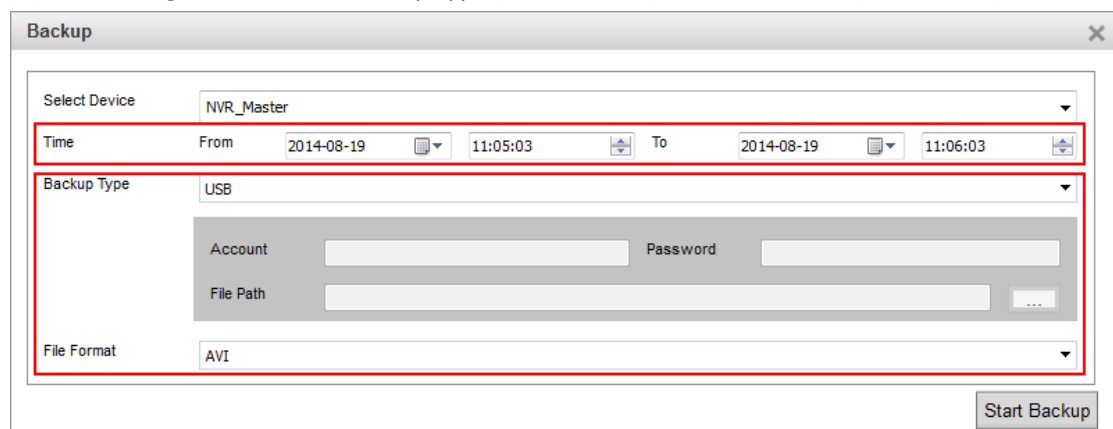 Backup
Select Device NVR_Master
Time From 2014-08-19 11:05:03 To 2014-08-19 11:06:03
Backup Type USB
Account Password
File Path ...
File Format AVI
Start Backup